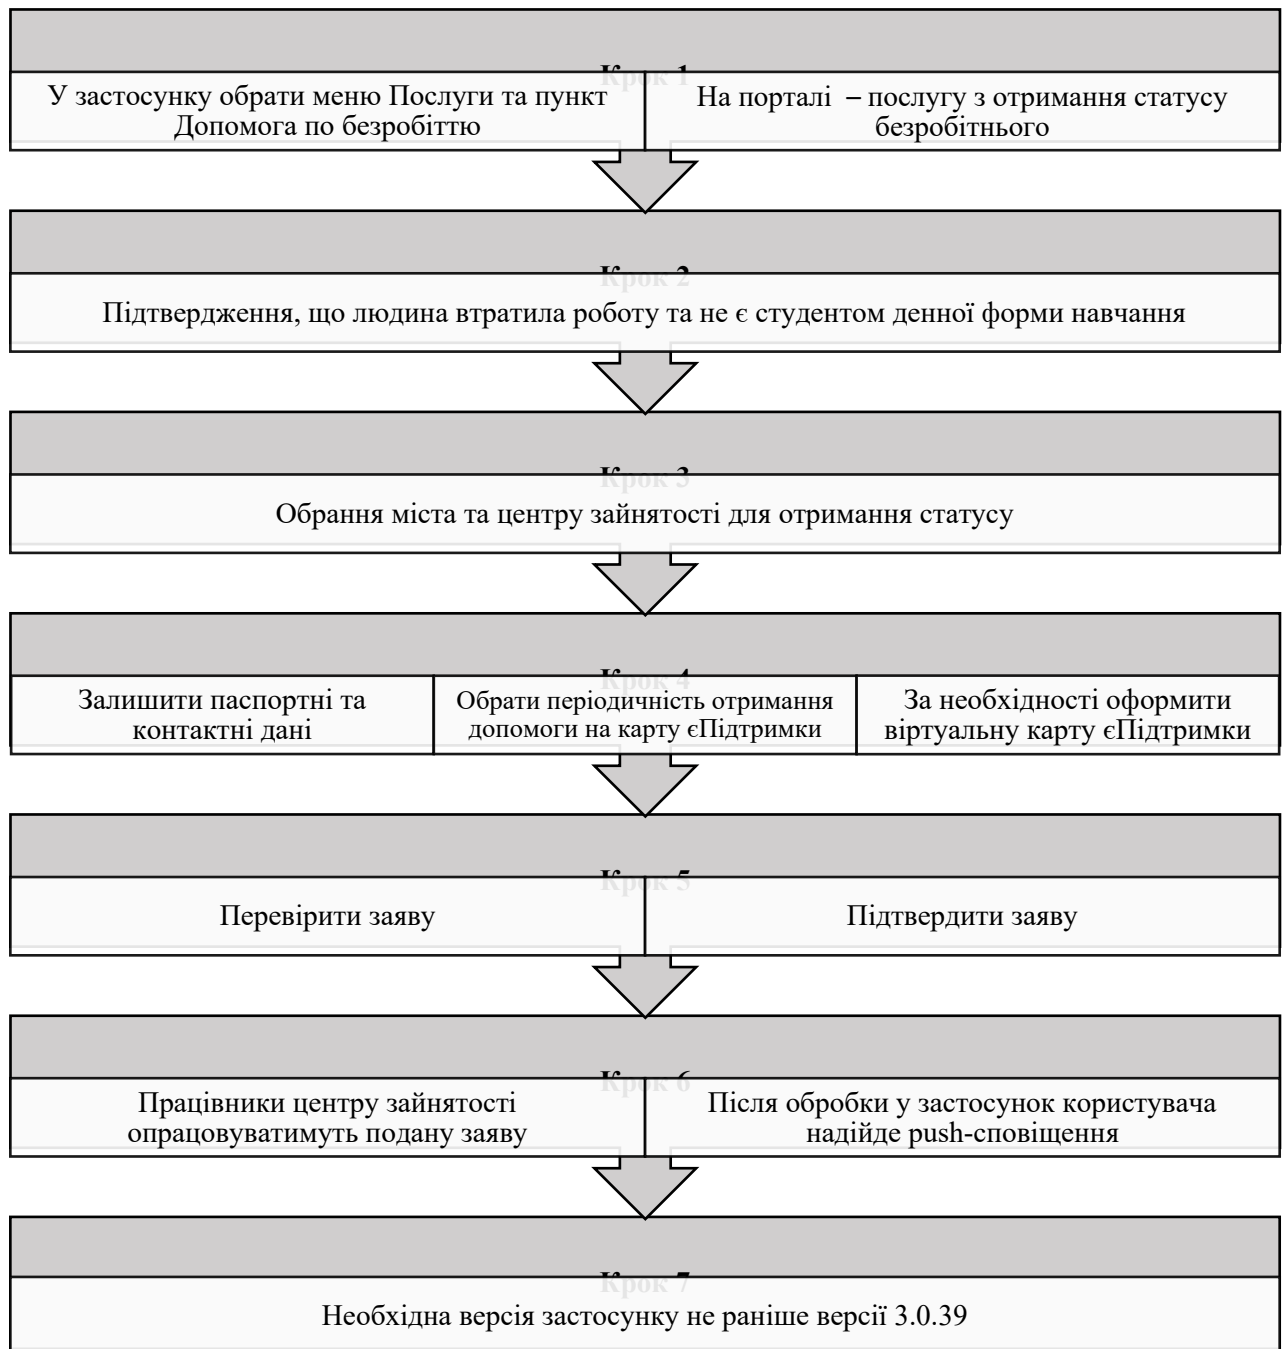 Крок 1
У застосунку обрати меню Послуги та пункт
Допомога по безробіттю
На порталі – послугу з отримання статусу
безробітнього
Крок 2
Підтвердження, що людина втратила роботу та не є студентом денної форми навчання
Крок 3
Обрання міста та центру зайнятості для отримання статусу
Крок 4
Залишити паспортні та
контактні дані
Обрати періодичність отримання
допомоги на карту єПідтримки
За необхідності оформити
віртуальну карту єПідтримки
Крок 5
Перевірити заяву
Підтвердити заяву
Крок 6
Працівники центру зайнятості
опрацовуватимуть подану заяву
Після обробки у застосунок користувача
надійде push-сповіщення
Крок 7
Необхідна версія застосунку не раніше версії 3.0.39